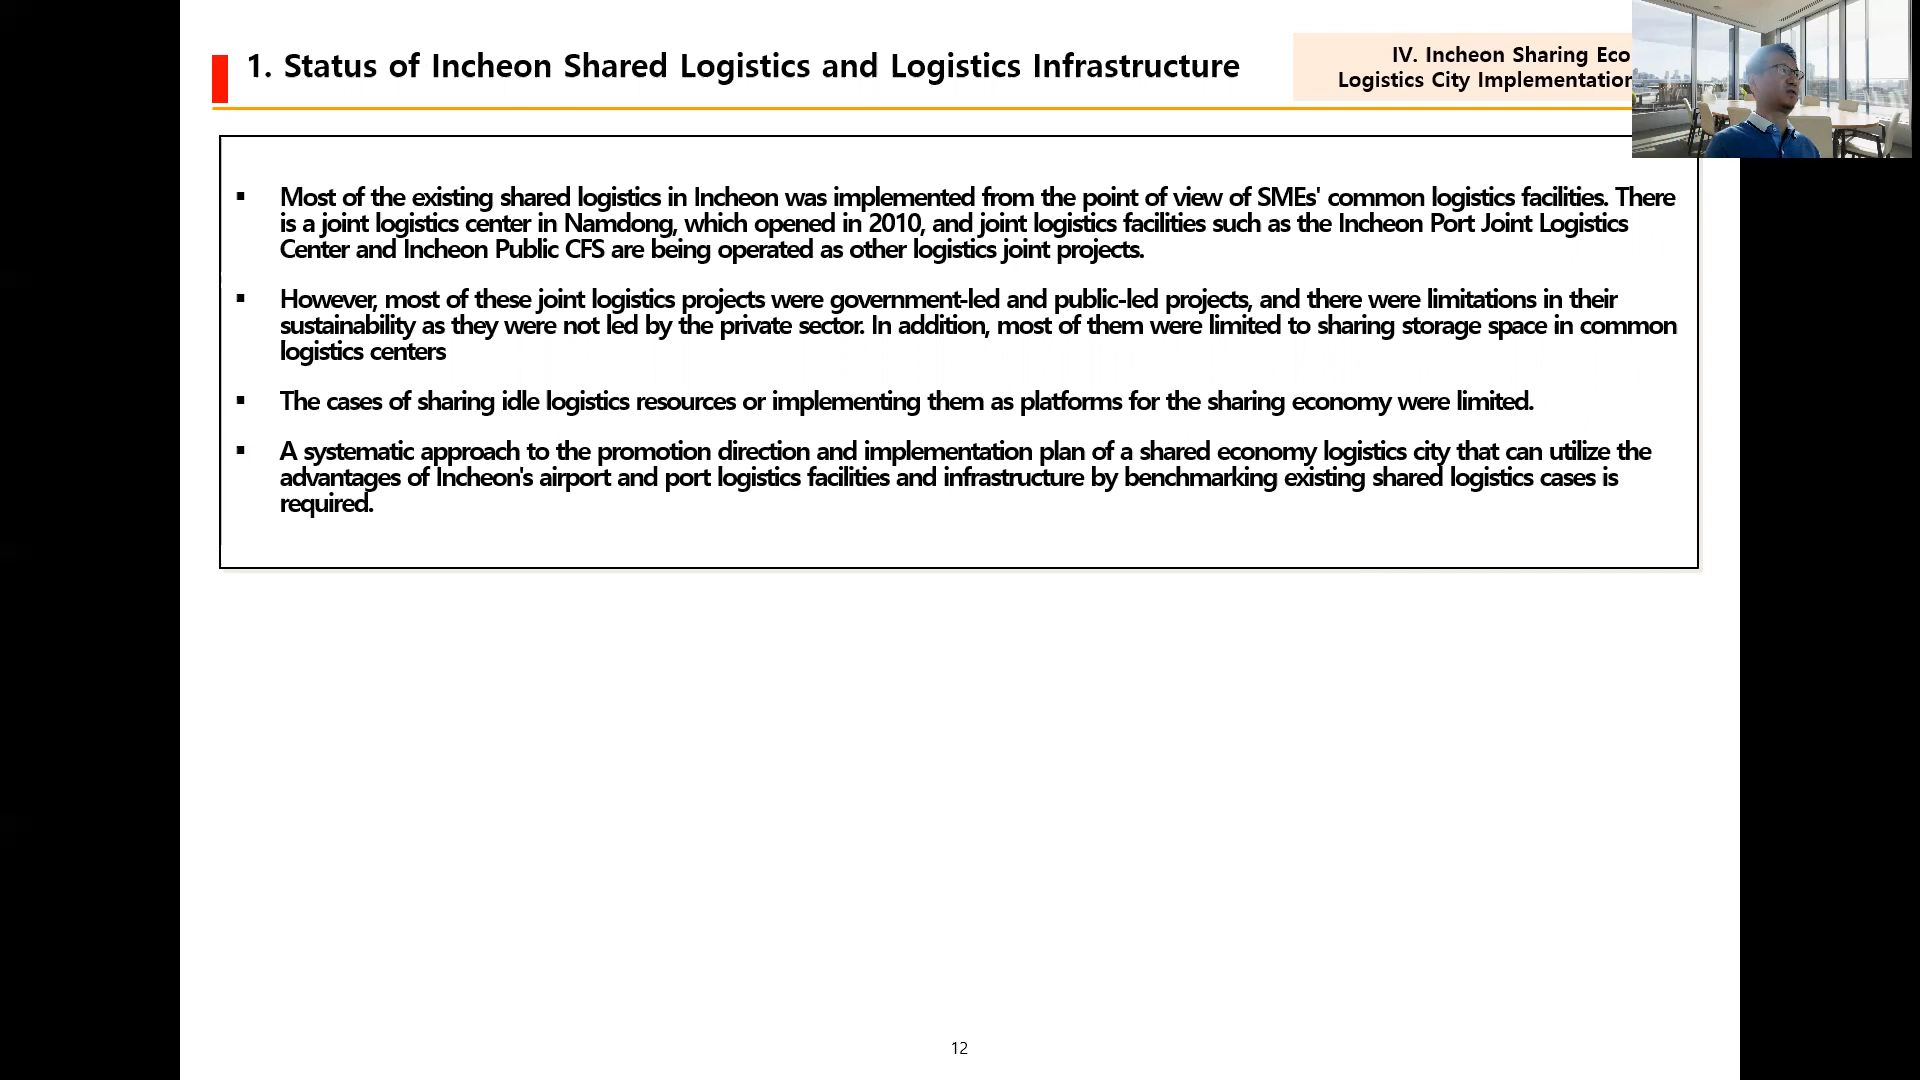 1. Status of Incheon Shared Logistics and Logistics Infrastructure
IV. Incheon Sharing
Logistics City Implementation
▪ Most of the existing shared logistics in Incheon was implemented from the point of view of SMEs' common logistics facilities. There
is a joint logistics center in Namdong, which opened in 2010, and joint logistics facilities such as the Incheon Port Joint Logistics
Center and Incheon Public CFS are being operated as other logistics joint projects.
▪ However, most of these joint logistics projects were government-led and public-led projects, and there were limitations in their
sustainability as they were not led by the private sector. In addition, most of them were limited to sharing storage space in common
logistics centers
▪ The cases of sharing idle logistics resources or implementing them as platforms for the sharing economy were limited.
▪ A systematic approach to the promotion direction and implementation plan of a shared economy logistics city that can utilize the
advantages of Incheon's airport and port logistics facilities and infrastructure by benchmarking existing shared logistics cases is
required.
12